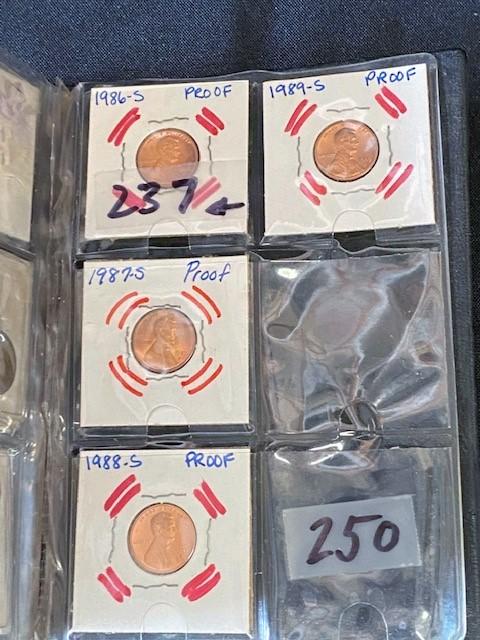 1986-S PROOF
237
1989-S PROOF
1987-S Proof
1988-S PROOF
250